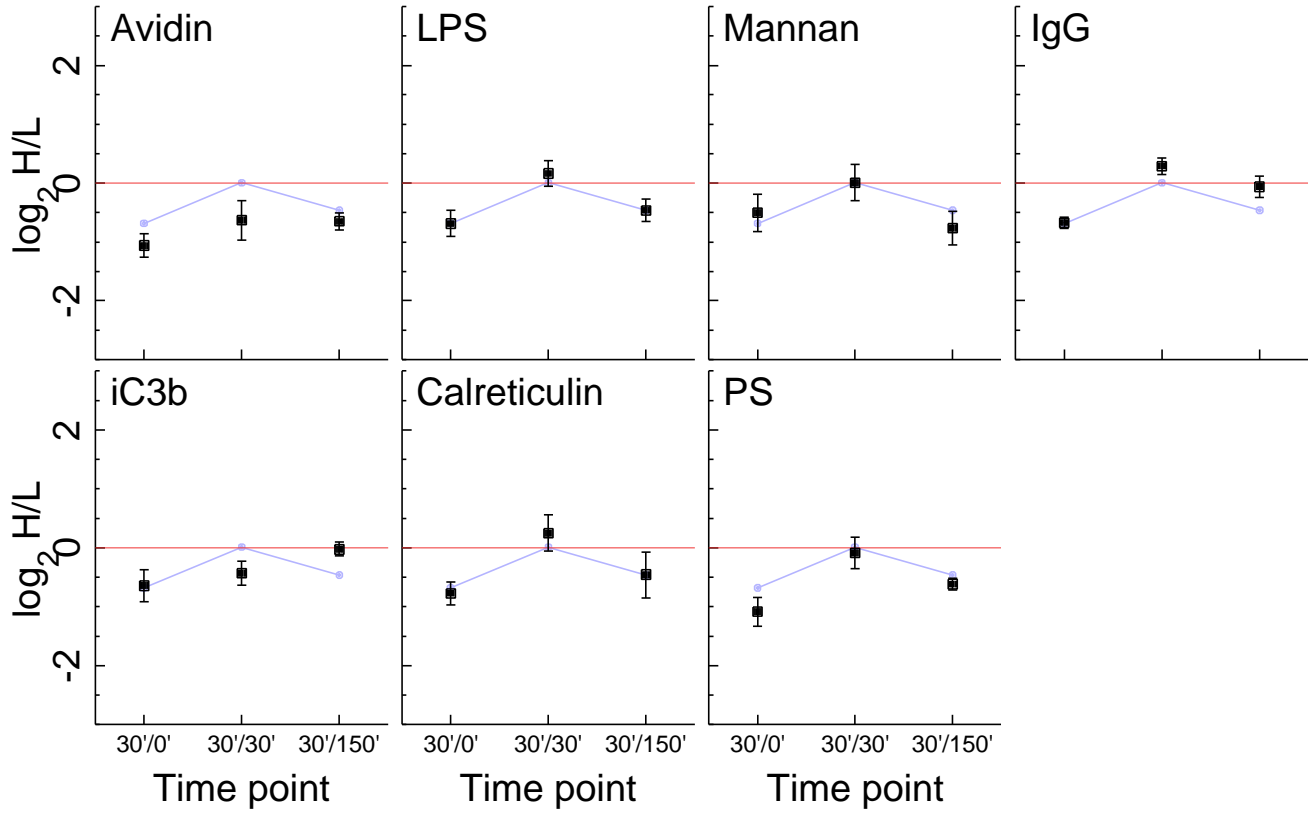 Avidin LPS Mannan IgG
2
0
-2
log2 H/L
iC3b Calreticulin PS
2
0
-2
log2 H/L
30'/0' 30'/30' 30'/150' 30'/0' 30'/30' 30'/150' 30'/0' 30'/30' 30'/150'
Time point Time point Time point